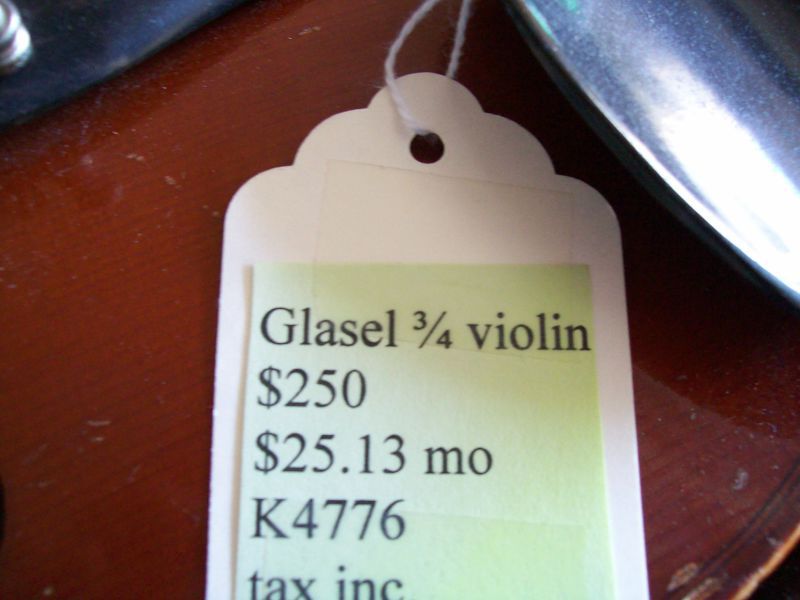 Glasel ¾ violin
$250
$25.13 mo
K4776
tax inc.